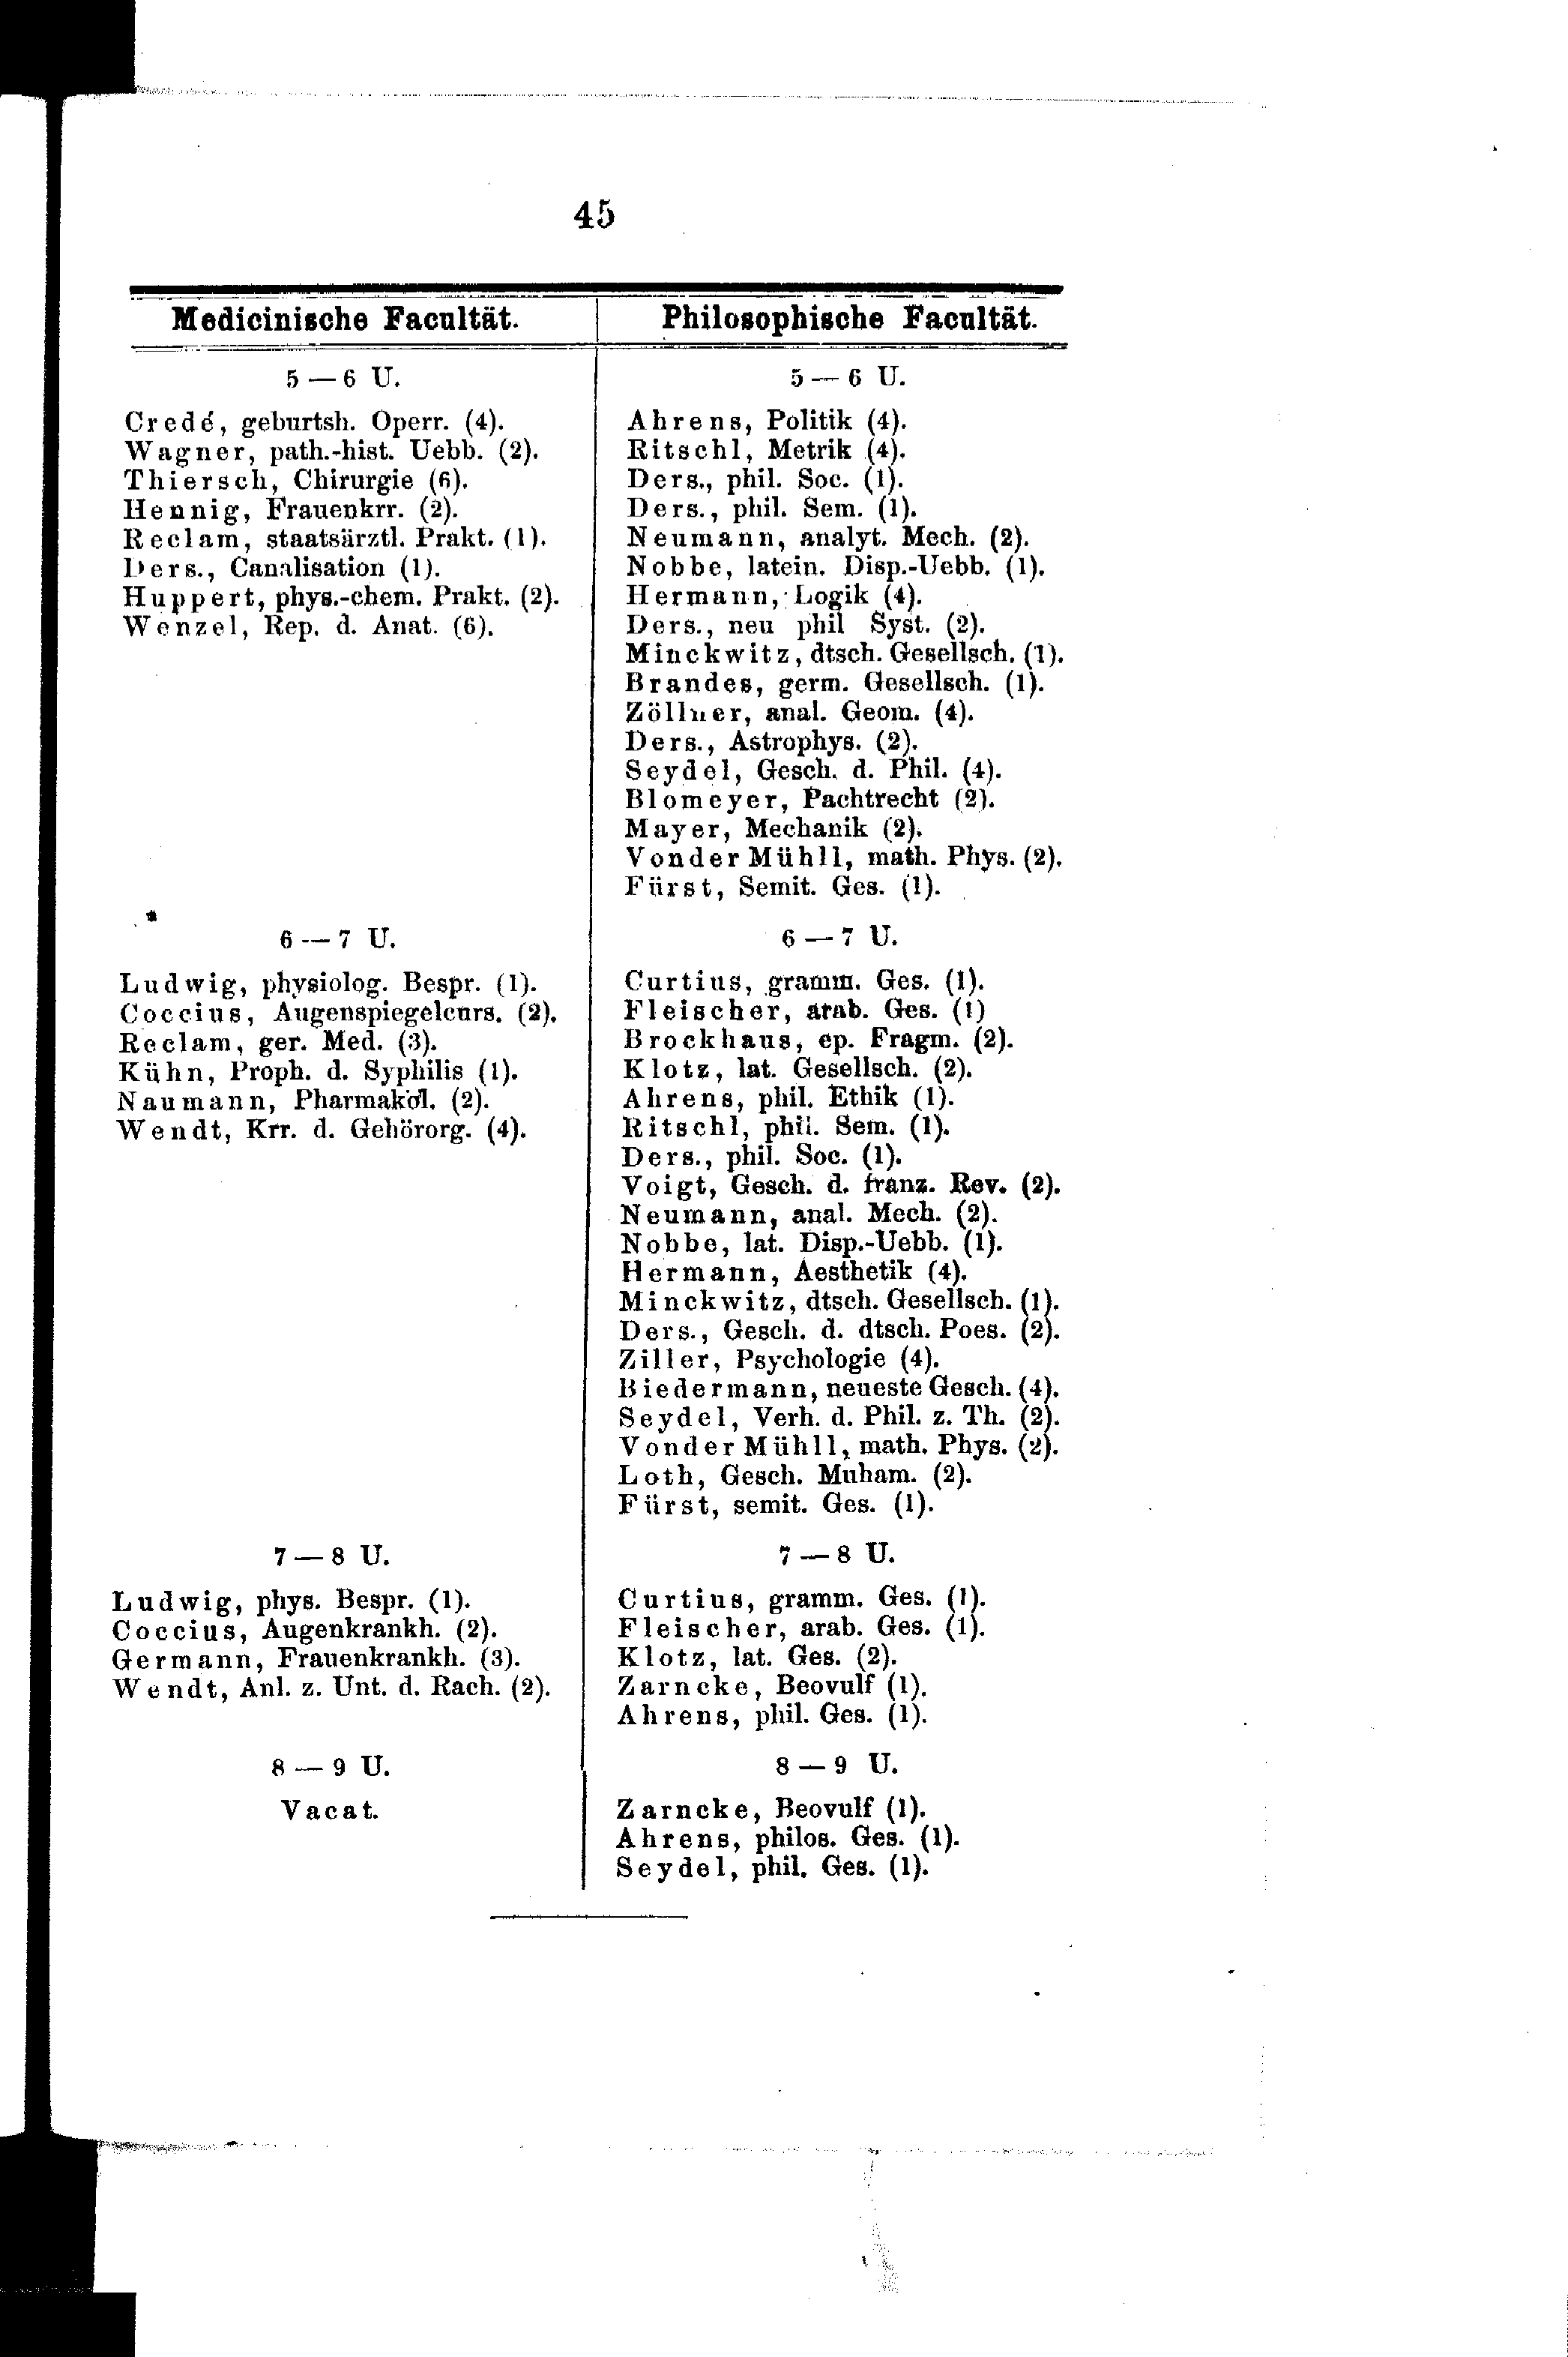 45
Medicinische Facultät.
5 — 6 U.
Credé, geburtsh. Operr. (4).
Wagner, path.-hist. Uebb. (2).
Thiersch, Chirurgie (6).
Hennig, Frauenkrr. (2).
Reclam, staatsärztl. Prakt. (1).
Ders., Canalisation (1).
Huppert, phys.-chem. Prakt. (2).
Wenzel, Rep. d. Anat. (6).
6 — 7 U.
Ludwig, physiolog. Bespr. (1).
Coccius, Augenspiegelcurs. (2).
Reclam, ger. Med. (3).
Kühn, Proph. d. Syphilis (1).
Naumann, Pharmakol. (2).
Wendt, Krr. d. Gehörorg. (4).
7 — 8 U.
Ludwig, phys. Bespr. (1).
Coccius, Augenkrankh. (2).
Germann, Frauenkrankh. (3).
Wendt, Anl. z. Unt. d. Rach. (2).
8 — 9 U.
Vacat.
Philosophische Facultät.
5 — 6 U.
Ahrens, Politik (4).
Ritschl, Metrik (4).
Ders., phil. Soc. (1).
Ders., phil. Sem. (1).
Neumann, analyt. Mech. (2).
Nobbe, latein. Disp.-Uebb. (1).
Hermann, Logik (4).
Ders., neu phil Syst. (2).
Minckwitz, dtsch. Gesellsch. (1).
Brandes, germ. Gesellsch. (1).
Zöllner, anal. Geom. (4).
Ders., Astrophys. (2).
Seydel, Gesch. d. Phil. (4).
Blomeyer, Pachtrecht (2).
Mayer, Mechanik (2).
Vonder Mühll, math. Phys. (2).
Fürst, Semit. Ges. (1).
6 — 7 U.
Curtius, gramm. Ges. (1).
Fleischer, arab. Ges. (1)
Brockhaus, ep. Fragm. (2).
Klotz, lat. Gesellsch. (2).
Ahrens, phil. Ethik (1).
Ritschl, phil. Sem. (1).
Ders., phil. Soc. (1).
Voigt, Gesch. d. franz. Rev. (2).
Neumann, anal. Mech. (2).
Nobbe, lat. Disp.-Uebb. (1).
Hermann, Aesthetik (4).
Minckwitz, dtsch. Gesellsch. (1).
Ders., Gesch. d. dtsch. Poes. (2).
Ziller, Psychologie (4).
Biedermann, neueste Gesch. (4).
Seydel, Verh. d. Phil. z. Th. (2).
Vonder Mühll, math. Phys. (2).
Loth, Gesch. Muham. (2).
Fürst, semit. Ges. (1).
7 — 8 U.
Curtius, gramm. Ges. (1).
Fleischer, arab. Ges. (1).
Klotz, lat. Ges. (2).
Zarncke, Beovulf (1).
Ahrens, phil. Ges. (1).
8 — 9 U.
Zarncke, Beovulf (1).
Ahrens, philos. Ges. (1).
Seydel, phil. Ges. (1).